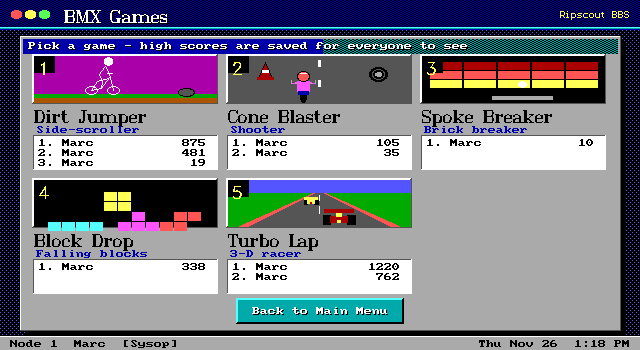 BMX Games
Ripscout BBS
Pick a game - high scores are saved for everyone to see
1
2
3
Dirt Jumper
Cone Blaster
Spoke Breaker
Side-scroller
Shooter
Brick breaker
1. Marc 875
2. Marc 481
3. Marc 19
1. Marc 105
2. Marc 35
1. Marc 10
4
5
Block Drop
Turbo Lap
Falling blocks
3-D racer
1. Marc 338
1. Marc 1220
2. Marc 762
Back to Main Menu
Node 1 Marc [Sysop]
Thu Nov 26 1:18 PM